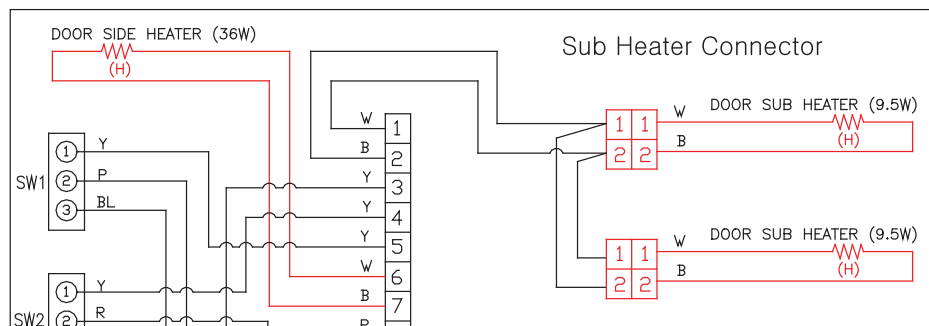 DOOR SIDE HEATER (36W)
(H)
Sub Heater Connector
W 1
B 2
Y 3
Y 4
Y 5
W 6
B 7
SW1
1 Y
2 P
3 BL
SW2
1 Y
2 R
1 1 W DOOR SUB HEATER (9.5W)
2 2 B (H)
1 1 W DOOR SUB HEATER (9.5W)
2 2 B (H)